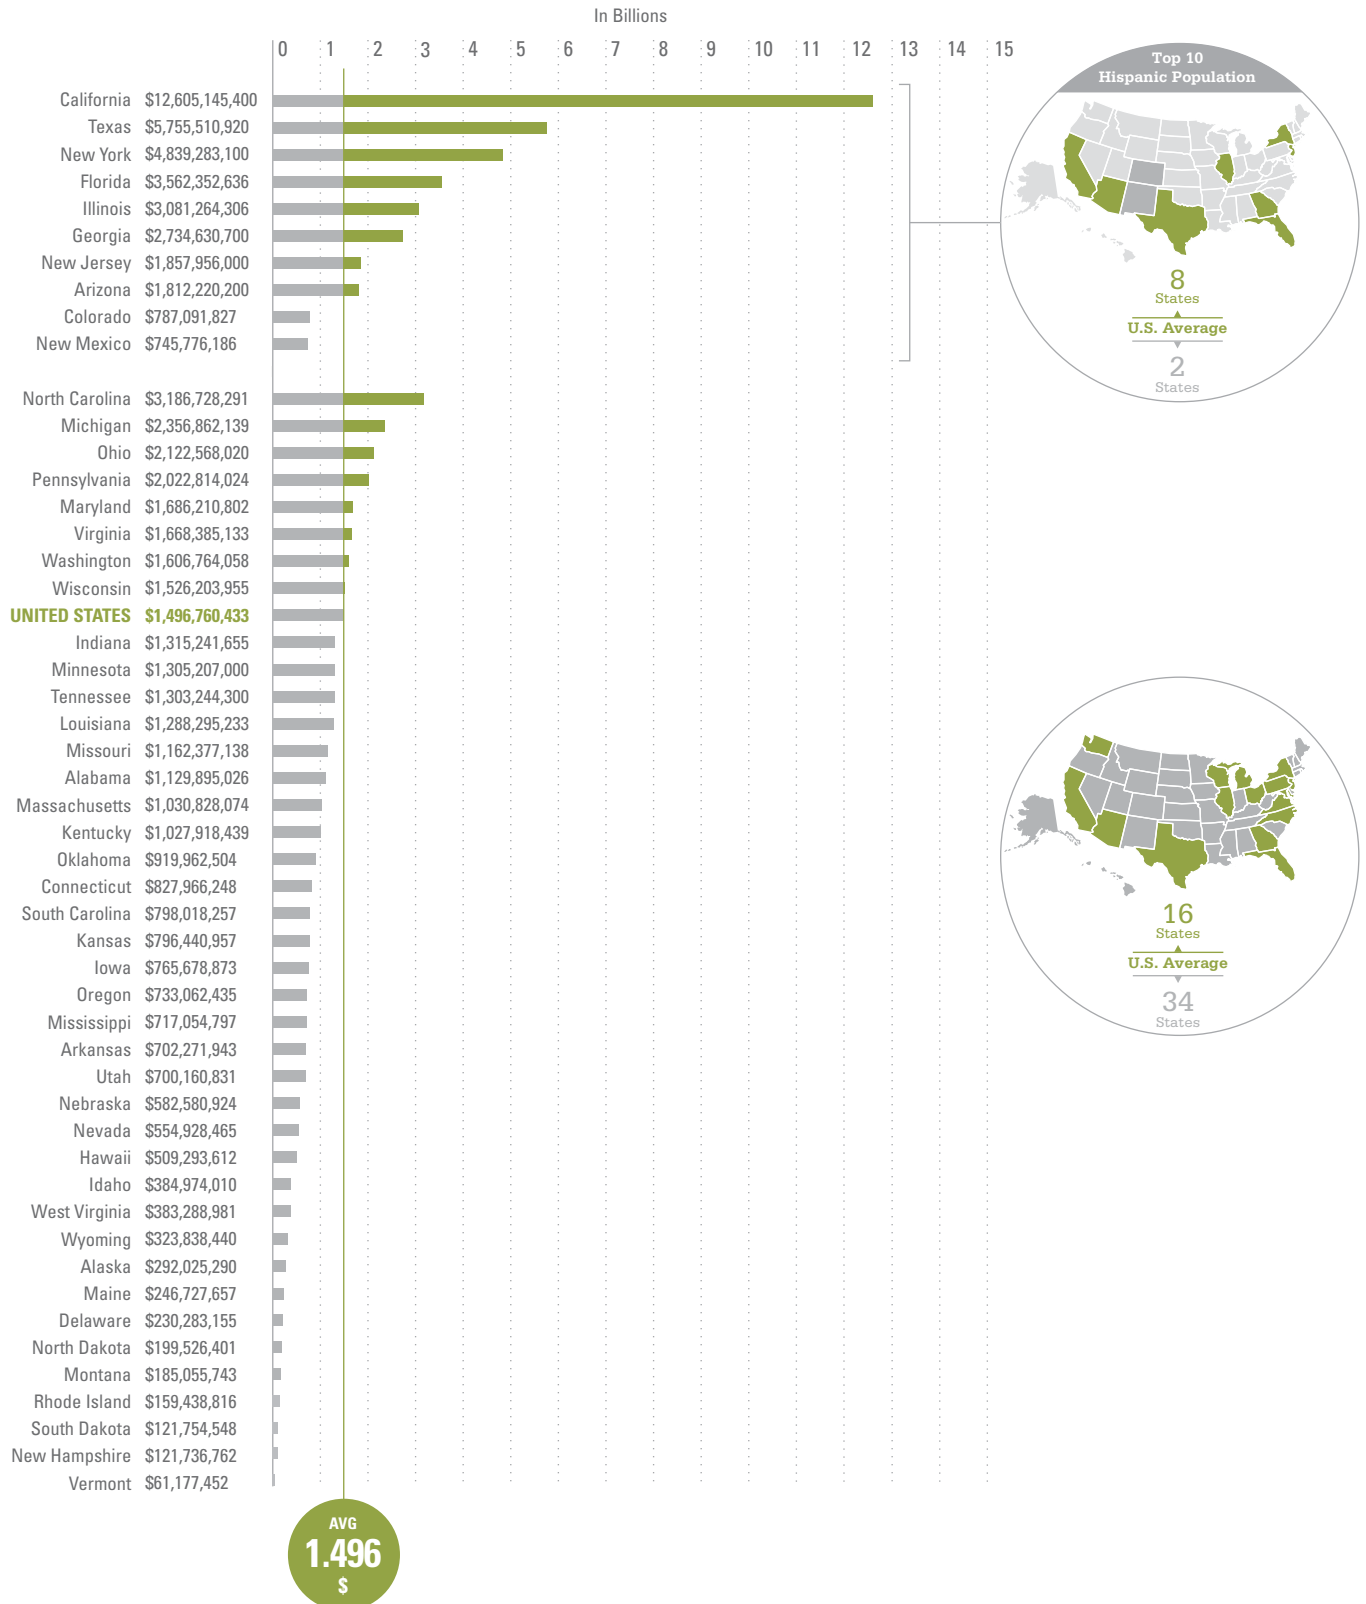 In Billions
0 1 2 3 4 5 6 7 8 9 10 11 12 13 14 15
California $12,605,145,400
Texas $5,755,510,920
New York $4,839,283,100
Florida $3,562,352,636
Illinois $3,081,264,306
Georgia $2,734,630,700
New Jersey $1,857,956,000
Arizona $1,812,220,200
Colorado $787,091,827
New Mexico $745,776,186
Top 10
Hispanic Population
8
States
U.S. Average
2
States
North Carolina $3,186,728,291
Michigan $2,356,862,139
Ohio $2,122,568,020
Pennsylvania $2,022,814,024
Maryland $1,686,210,802
Virginia $1,668,385,133
Washington $1,606,764,058
Wisconsin $1,526,203,955
UNITED STATES $1,496,760,433
Indiana $1,315,241,655
Minnesota $1,305,207,000
Tennessee $1,303,244,300
Louisiana $1,288,295,233
Missouri $1,162,377,138
Alabama $1,129,895,026
Massachusetts $1,030,828,074
Kentucky $1,027,918,439
Oklahoma $919,962,504
Connecticut $827,966,248
South Carolina $798,018,257
Kansas $796,440,957
Iowa $765,678,873
Oregon $733,062,435
Mississippi $717,054,797
Arkansas $702,271,943
Utah $700,160,831
Nebraska $582,580,924
Nevada $554,928,465
Hawaii $509,293,612
Idaho $384,974,010
West Virginia $383,288,981
Wyoming $323,838,440
Alaska $292,025,290
Maine $246,727,657
Delaware $230,283,155
North Dakota $199,526,401
Montana $185,055,743
Rhode Island $159,438,816
South Dakota $121,754,548
New Hampshire $121,736,762
Vermont $61,177,452
16
States
U.S. Average
34
States
AVG
1.496
$